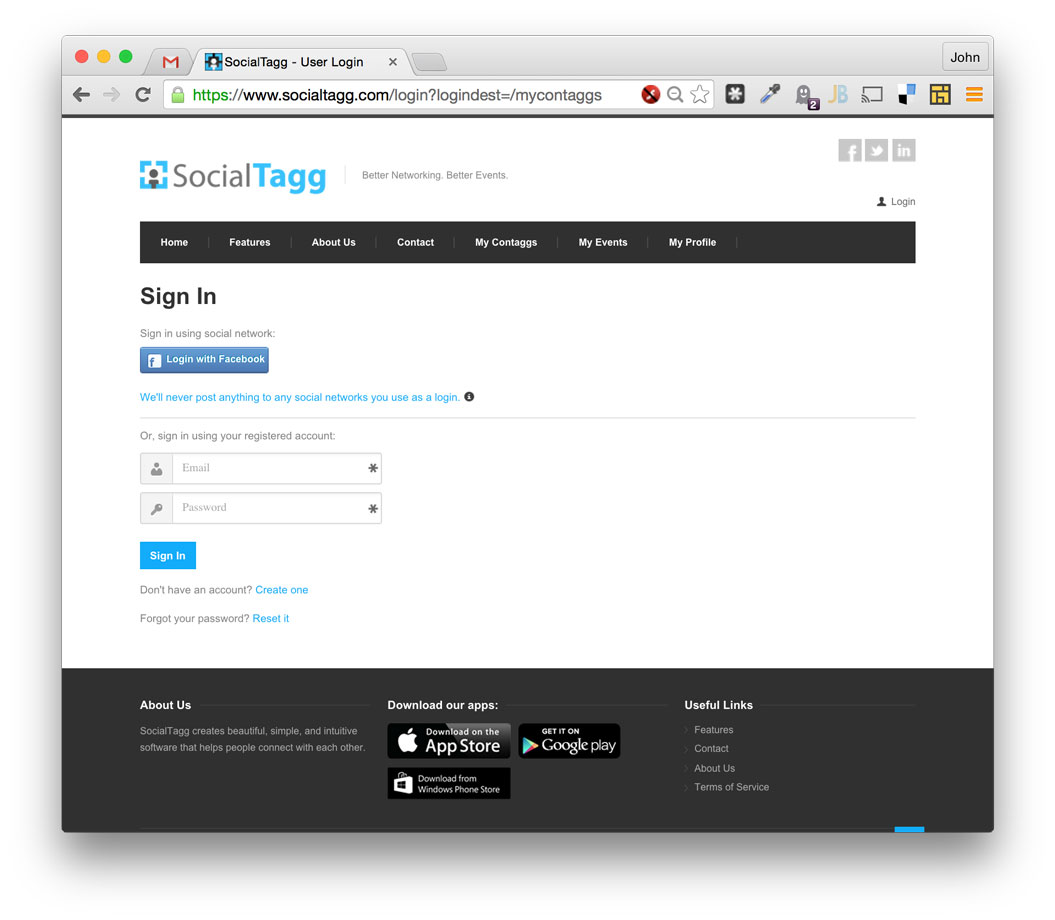 SocialTagg - User Login
John
https://www.socialtagg.com/login?logindest=/mycontaggs
2
JB
SocialTagg
Better Networking. Better Events.
Login
Home Features About Us Contact My Contaggs My Events My Profile
Sign In
Sign in using social network:
Login with Facebook
We'll never post anything to any social networks you use as a login.
Or, sign in using your registered account:
Email
Password
Sign In
Don't have an account? Create one
Forgot your password? Reset it
About Us
SocialTagg creates beautiful, simple, and intuitive
software that helps people connect with each other.
Download our apps:
Download on the
App Store
GET IT ON
Google play
Download from
Windows Phone Store
Useful Links
Features
Contact
About Us
Terms of Service